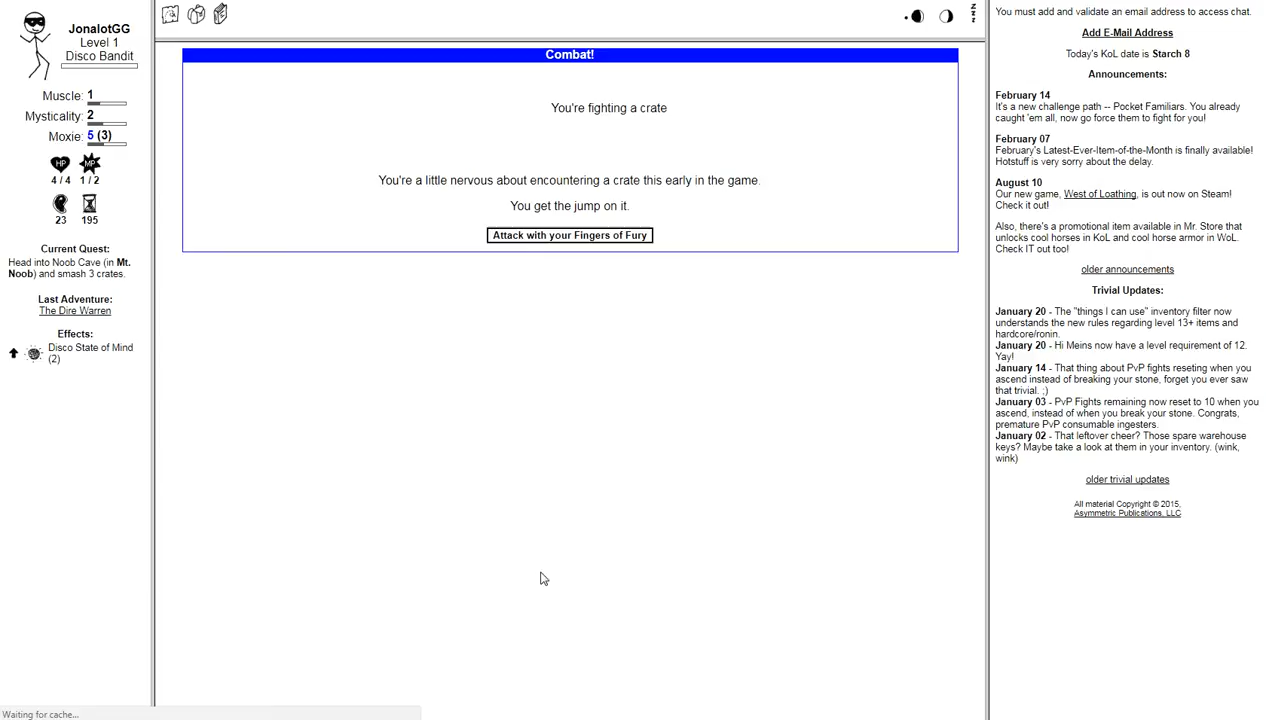 JonalotGG
Level 1
Disco Bandit
Muscle: 1
Mysticality: 2
Moxie: 5 (3)
HP MP
4 / 4 1 / 2
23 195
Current Quest:
Head into Noob Cave (in Mt.
Noob) and smash 3 crates.
Last Adventure:
The Dire Warren
Effects:
Disco State of Mind
(2)
Z
Z
Z
Combat!
You're fighting a crate
You're a little nervous about encountering a crate this early in the game.
You get the jump on it.
Attack with your Fingers of Fury
Waiting for cache...
You must add and validate an email address to access chat.
Add E-Mail Address
Today's KoL date is Starch 8
Announcements:
February 14
It's a new challenge path -- Pocket Familiars. You already
caught 'em all, now go force them to fight for you!
February 07
February's Latest-Ever-Item-of-the-Month is finally available!
Hotstuff is very sorry about the delay.
August 10
Our new game, West of Loathing, is out now on Steam!
Check it out!
Also, there's a promotional item available in Mr. Store that
unlocks cool horses in KoL and cool horse armor in WoL.
Check IT out too!
older announcements
Trivial Updates:
January 20 - The "things I can use" inventory filter now
understands the new rules regarding level 13+ items and
hardcore/ronin.
January 20 - Hi Meins now have a level requirement of 12.
Yay!
January 14 - That thing about PvP fights reseting when you
ascend instead of breaking your stone, forget you ever saw
that trivial. ;)
January 03 - PvP Fights remaining now reset to 10 when you
ascend, instead of when you break your stone. Congrats,
premature PvP consumable ingesters.
January 02 - That leftover cheer? Those spare warehouse
keys? Maybe take a look at them in your inventory. (wink,
wink)
older trivial updates
All material Copyright © 2015,
Asymmetric Publications, LLC